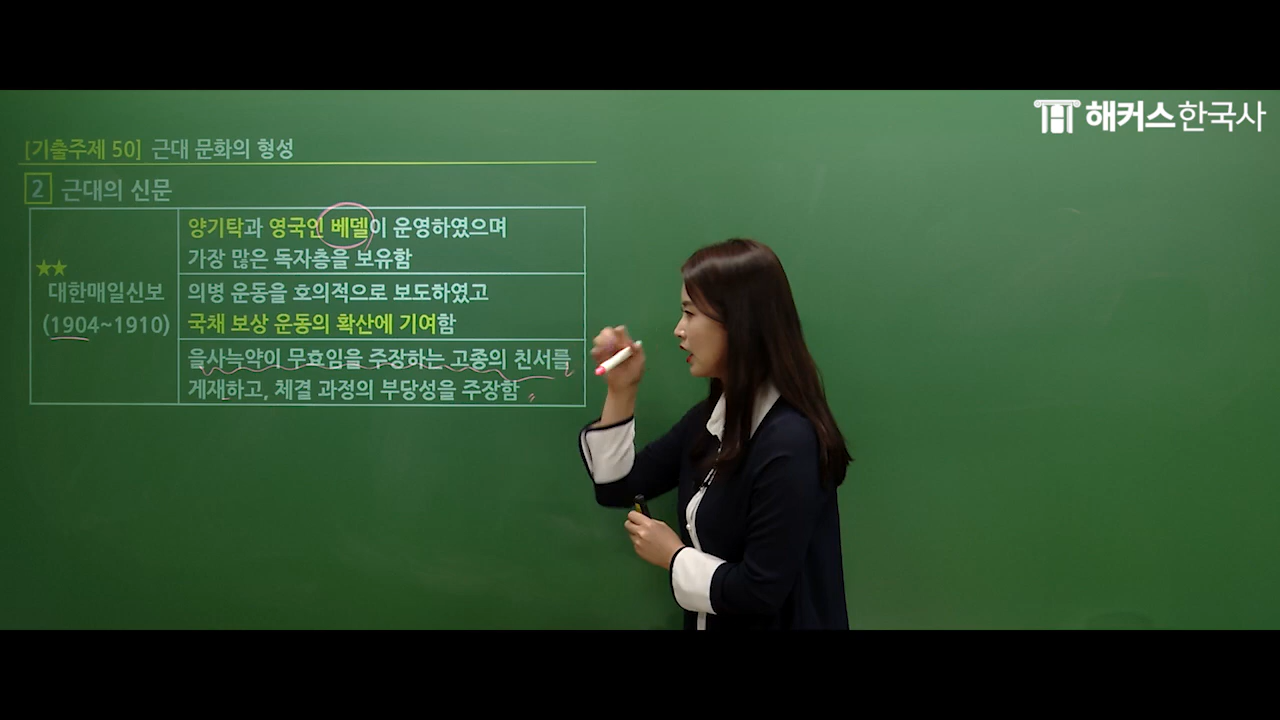 해커스한국사
[기출주제 50] 근대 문화의 형성
2 근대의 신문
★★
대한매일신보
(1904~1910)
양기탁과 영국인 베델이 운영하였으며
가장 많은 독자층을 보유함
의병 운동을 호의적으로 보도하였고
국채 보상 운동의 확산에 기여함
을사늑약이 무효임을 주장하는 고종의 친서를
게재하고, 체결 과정의 부당성을 주장함